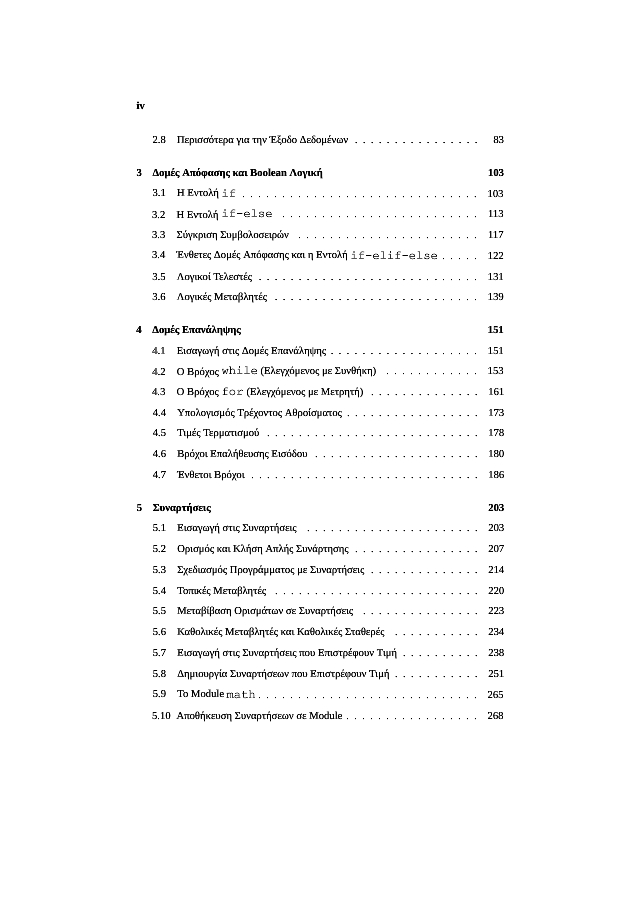 iv
2.8 Περισσότερα για την Έξοδο Δεδομένων . . . . . . . . . . . . . . . . 83
3 Δομές Απόφασης και Boolean Λογική 103
3.1 Η Εντολή if . . . . . . . . . . . . . . . . . . . . . . . . . . . . . . 103
3.2 Η Εντολή if-else . . . . . . . . . . . . . . . . . . . . . . . . . 113
3.3 Σύγκριση Συμβολοσειρών . . . . . . . . . . . . . . . . . . . . . . . 117
3.4 Ένθετες Δομές Απόφασης και η Εντολή if-elif-else . . . . . 122
3.5 Λογικοί Τελεστές . . . . . . . . . . . . . . . . . . . . . . . . . . . . 131
3.6 Λογικές Μεταβλητές . . . . . . . . . . . . . . . . . . . . . . . . . . 139
4 Δομές Επανάληψης 151
4.1 Εισαγωγή στις Δομές Επανάληψης . . . . . . . . . . . . . . . . . . . 151
4.2 Ο Βρόχος while (Ελεγχόμενος με Συνθήκη) . . . . . . . . . . . . 153
4.3 Ο Βρόχος for (Ελεγχόμενος με Μετρητή) . . . . . . . . . . . . . . 161
4.4 Υπολογισμός Τρέχοντος Αθροίσματος . . . . . . . . . . . . . . . . . 173
4.5 Τιμές Τερματισμού . . . . . . . . . . . . . . . . . . . . . . . . . . . 178
4.6 Βρόχοι Επαλήθευσης Εισόδου . . . . . . . . . . . . . . . . . . . . . 180
4.7 Ένθετοι Βρόχοι . . . . . . . . . . . . . . . . . . . . . . . . . . . . . 186
5 Συναρτήσεις 203
5.1 Εισαγωγή στις Συναρτήσεις . . . . . . . . . . . . . . . . . . . . . . 203
5.2 Ορισμός και Κλήση Απλής Συνάρτησης . . . . . . . . . . . . . . . . 207
5.3 Σχεδιασμός Προγράμματος με Συναρτήσεις . . . . . . . . . . . . . . 214
5.4 Τοπικές Μεταβλητές . . . . . . . . . . . . . . . . . . . . . . . . . . 220
5.5 Μεταβίβαση Ορισμάτων σε Συναρτήσεις . . . . . . . . . . . . . . . 223
5.6 Καθολικές Μεταβλητές και Καθολικές Σταθερές . . . . . . . . . . . 234
5.7 Εισαγωγή στις Συναρτήσεις που Επιστρέφουν Τιμή . . . . . . . . . . 238
5.8 Δημιουργία Συναρτήσεων που Επιστρέφουν Τιμή . . . . . . . . . . . 251
5.9 Το Module math . . . . . . . . . . . . . . . . . . . . . . . . . . . . 265
5.10 Αποθήκευση Συναρτήσεων σε Module . . . . . . . . . . . . . . . . . 268